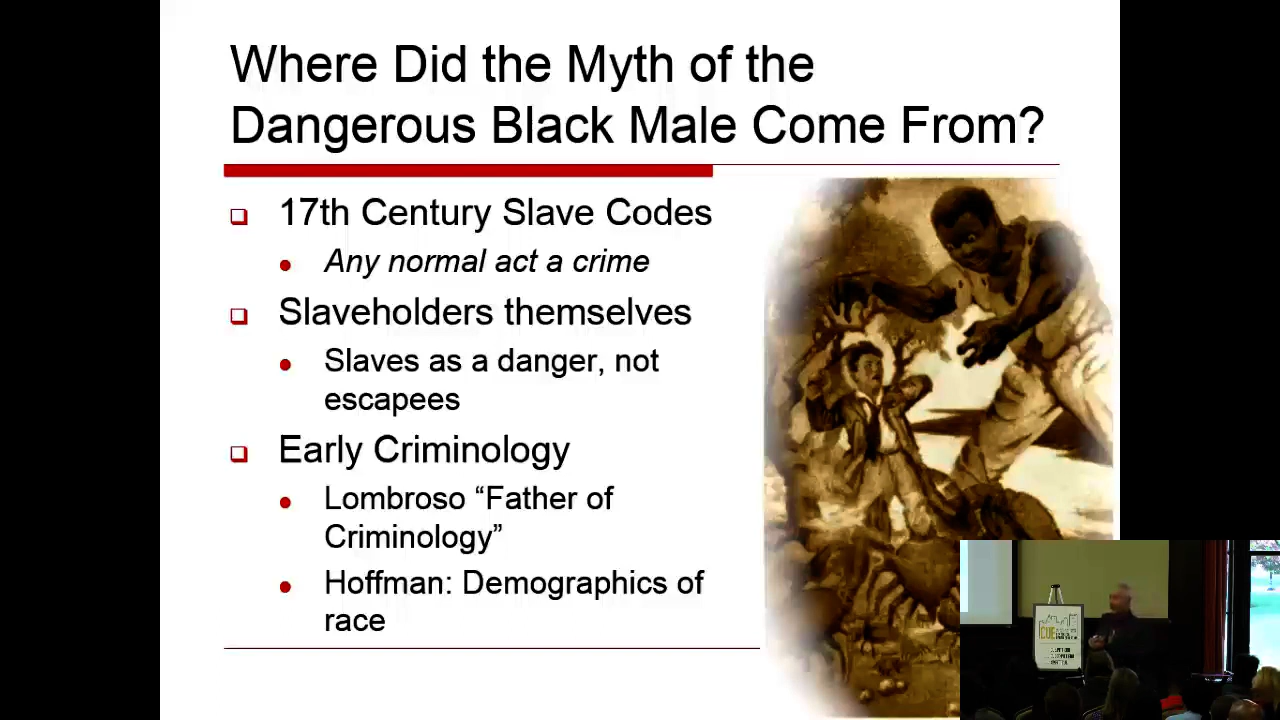 Where Did the Myth of the
Dangerous Black Male Come From?
17th Century Slave Codes
Any normal act a crime
Slaveholders themselves
Slaves as a danger, not
escapees
Early Criminology
Lombroso “Father of
Criminology”
Hoffman: Demographics of
race
CUE